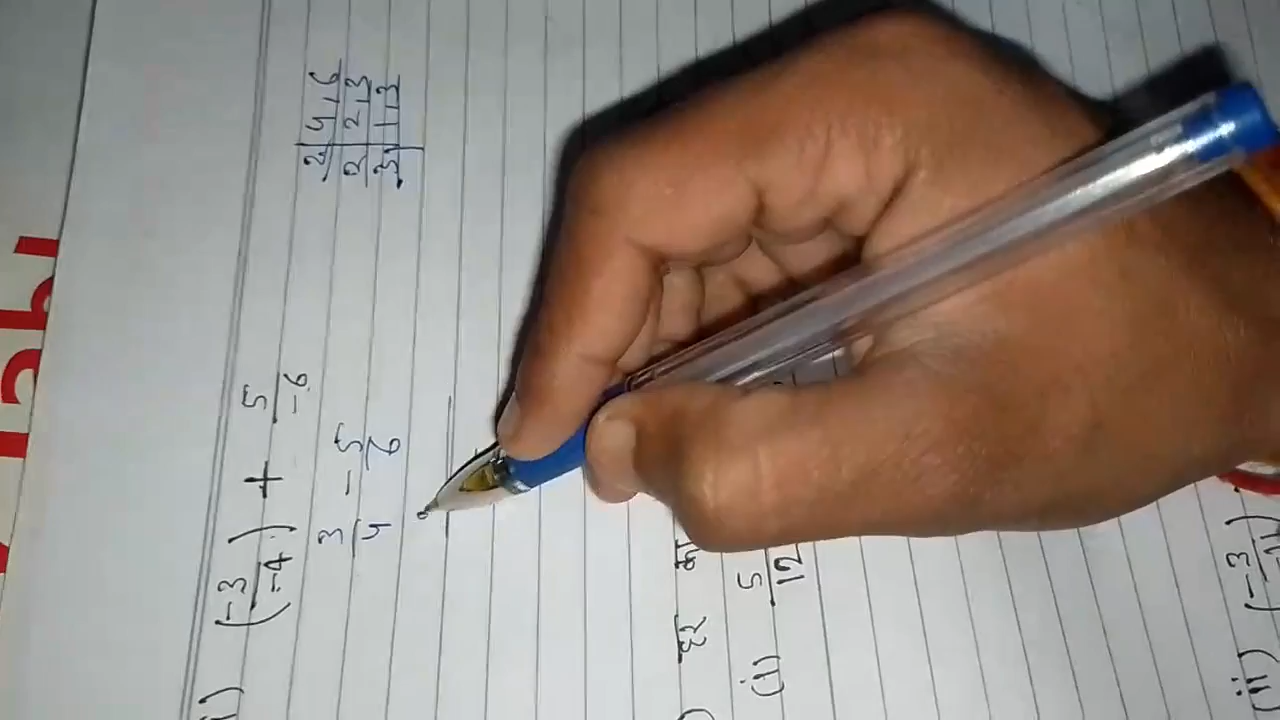 (-3/-4) + 5/-6
3/4 - 5/6
2 | 4, 6
2 | 2, 3
3 | 1, 3
हर
(i) 5/12
(ii) (-3/